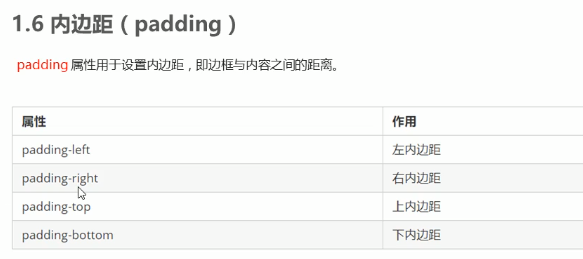 1.6 内边距（padding）
padding 属性用于设置内边距，即边框与内容之间的距离。
属性 作用
padding-left 左内边距
padding-right 右内边距
padding-top 上内边距
padding-bottom 下内边距